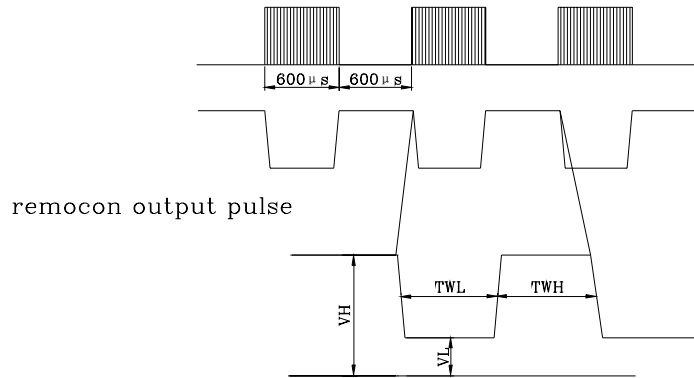 600μs 600μs
remocon output pulse
TWL TWH
VH
VL